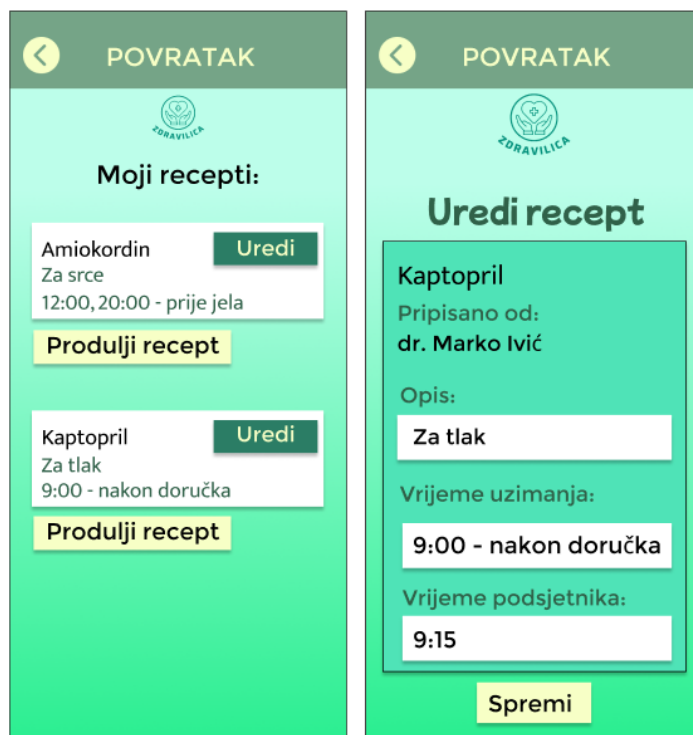 POVRATAK
ZDRAVILICA
Moji recepti:
Amiokordin
Uredi
Za srce
12:00, 20:00 - prije jela
Produlji recept
Kaptopril
Uredi
Za tlak
9:00 - nakon doručka
Produlji recept
POVRATAK
ZDRAVILICA
Uredi recept
Kaptopril
Pripisano od:
dr. Marko Ivić
Opis:
Za tlak
Vrijeme uzimanja:
9:00 - nakon doručka
Vrijeme podsjetnika:
9:15
Spremi